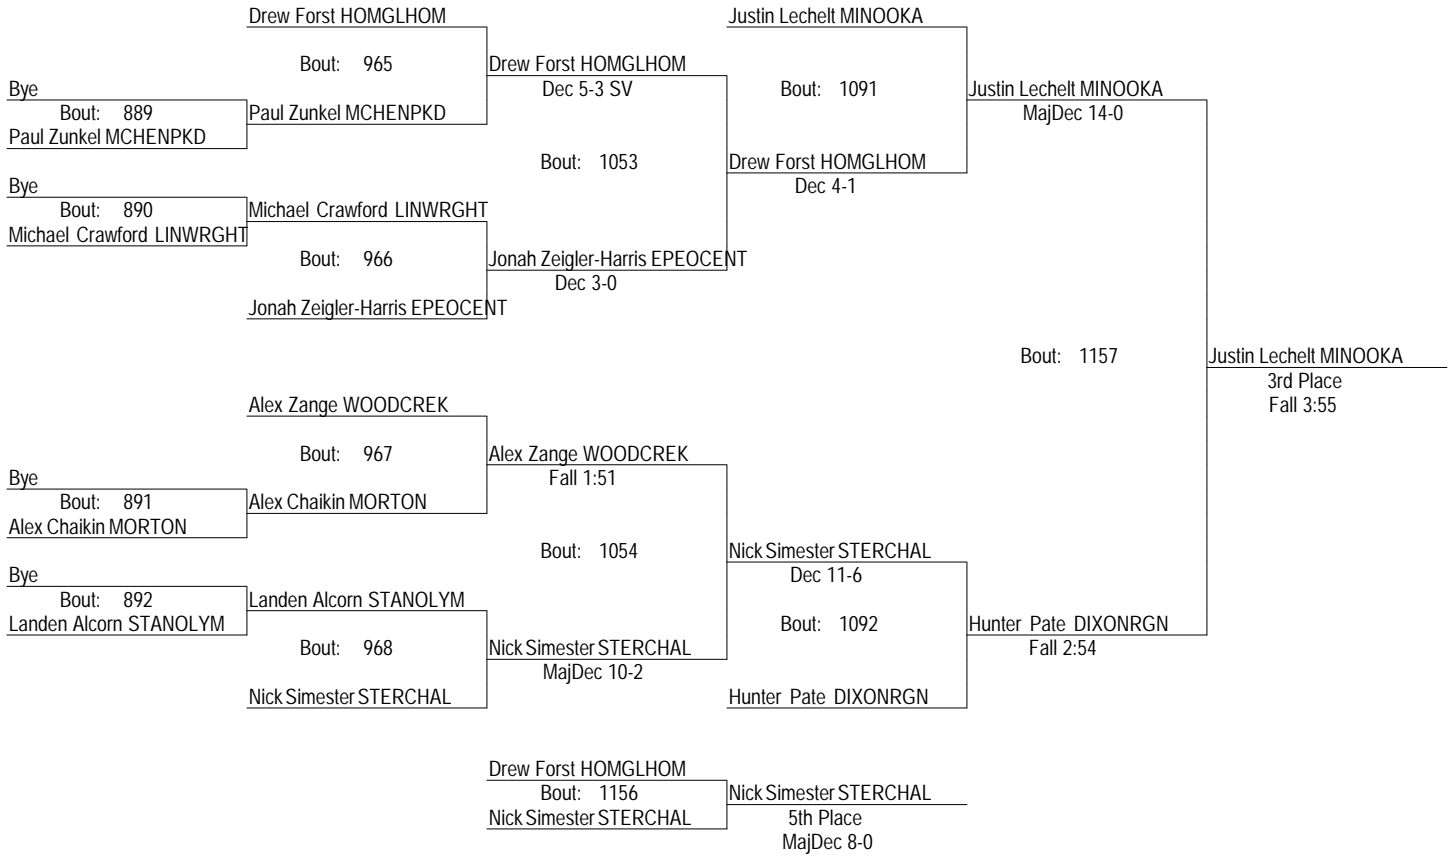 Drew Forst HOMGLHOM
Justin Lechelt MINOOKA
Bout: 965
Drew Forst HOMGLHOM
Dec 5-3 SV
Bye
Bout: 889
Paul Zunkel MCHENPKD
Paul Zunkel MCHENPKD
Bout: 1091
Justin Lechelt MINOOKA
MajDec 14-0
Bout: 1053
Drew Forst HOMGLHOM
Dec 4-1
Bye
Bout: 890
Michael Crawford LINWRGHT
Michael Crawford LINWRGHT
Bout: 966
Jonah Zeigler-Harris EPEOCENT
Dec 3-0
Jonah Zeigler-Harris EPEOCENT
Bout: 1157
Justin Lechelt MINOOKA
3rd Place
Fall 3:55
Alex Zange WOODCREK
Bout: 967
Alex Zange WOODCREK
Fall 1:51
Bye
Bout: 891
Alex Chaikin MORTON
Alex Chaikin MORTON
Bout: 1054
Nick Simester STERCHAL
Dec 11-6
Bye
Bout: 892
Landen Alcorn STANOLYM
Landen Alcorn STANOLYM
Bout: 1092
Hunter Pate DIXONRGN
Fall 2:54
Bout: 968
Nick Simester STERCHAL
MajDec 10-2
Nick Simester STERCHAL
Hunter Pate DIXONRGN
Drew Forst HOMGLHOM
Bout: 1156
Nick Simester STERCHAL
Nick Simester STERCHAL
5th Place
MajDec 8-0